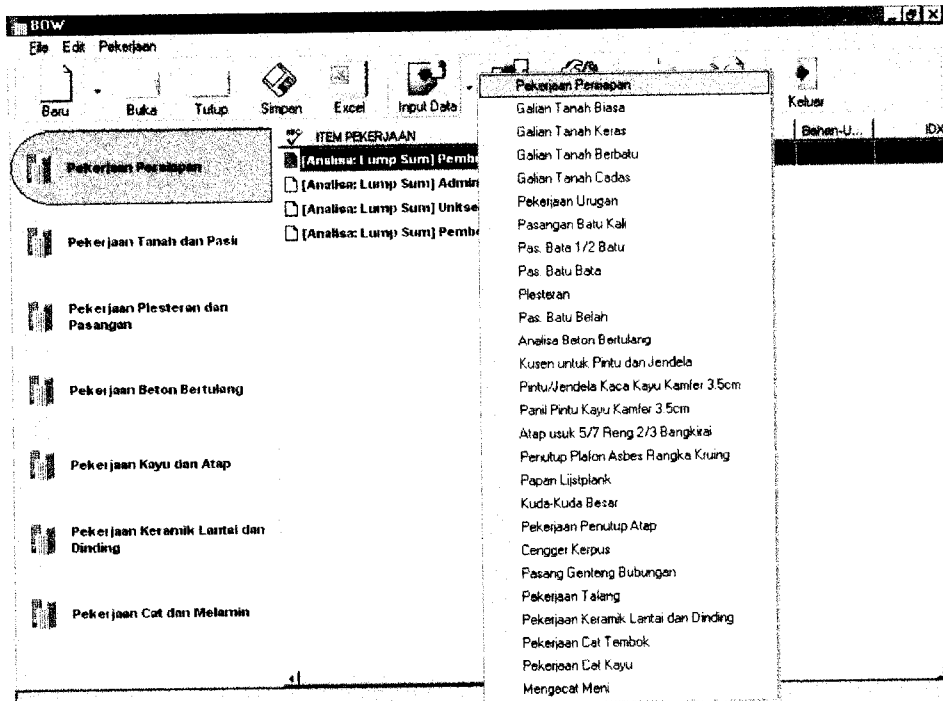 BOW
File Edit Pekerjaan
Baru
Buka
Tutup
Simpan
Excel
Input Data
Keluar
Pekerjaan Persiapan
Pekerjaan Tanah dan Pasir
Pekerjaan Plesteran dan
Pasangan
Pekerjaan Beton Bertulang
Pekerjaan Kayu dan Atap
Pekerjaan Keramik Lantai dan
Dinding
Pekerjaan Cat dan Melamin
ITEM PEKERJAAN
[Analisa: Lump Sum] Pemb
[Analisa: Lump Sum] Admin
[Analisa: Lump Sum] Unitse
[Analisa: Lump Sum] Pembe
Bahan-U...
IDX
Pekerjaan Persiapan
Galian Tanah Biasa
Galian Tanah Keras
Galian Tanah Berbatu
Galian Tanah Cadas
Pekerjaan Urugan
Pasangan Batu Kali
Pas. Bata 1/2 Batu
Pas. Batu Bata
Plesteran
Pas. Batu Belah
Analisa Beton Bertulang
Kusen untuk Pintu dan Jendela
Pintu/Jendela Kaca Kayu Kamfer 3.5cm
Panil Pintu Kayu Kamfer 3.5cm
Atap usuk 5/7 Reng 2/3 Bangkirai
Penutup Plafon Asbes Rangka Kruing
Papan Lijstplank
Kuda-Kuda Besar
Pekerjaan Penutup Atap
Cengger Kerpus
Pasang Genteng Bubungan
Pekerjaan Talang
Pekerjaan Keramik Lantai dan Dinding
Pekerjaan Cat Tembok
Pekerjaan Cat Kayu
Mengecat Meni